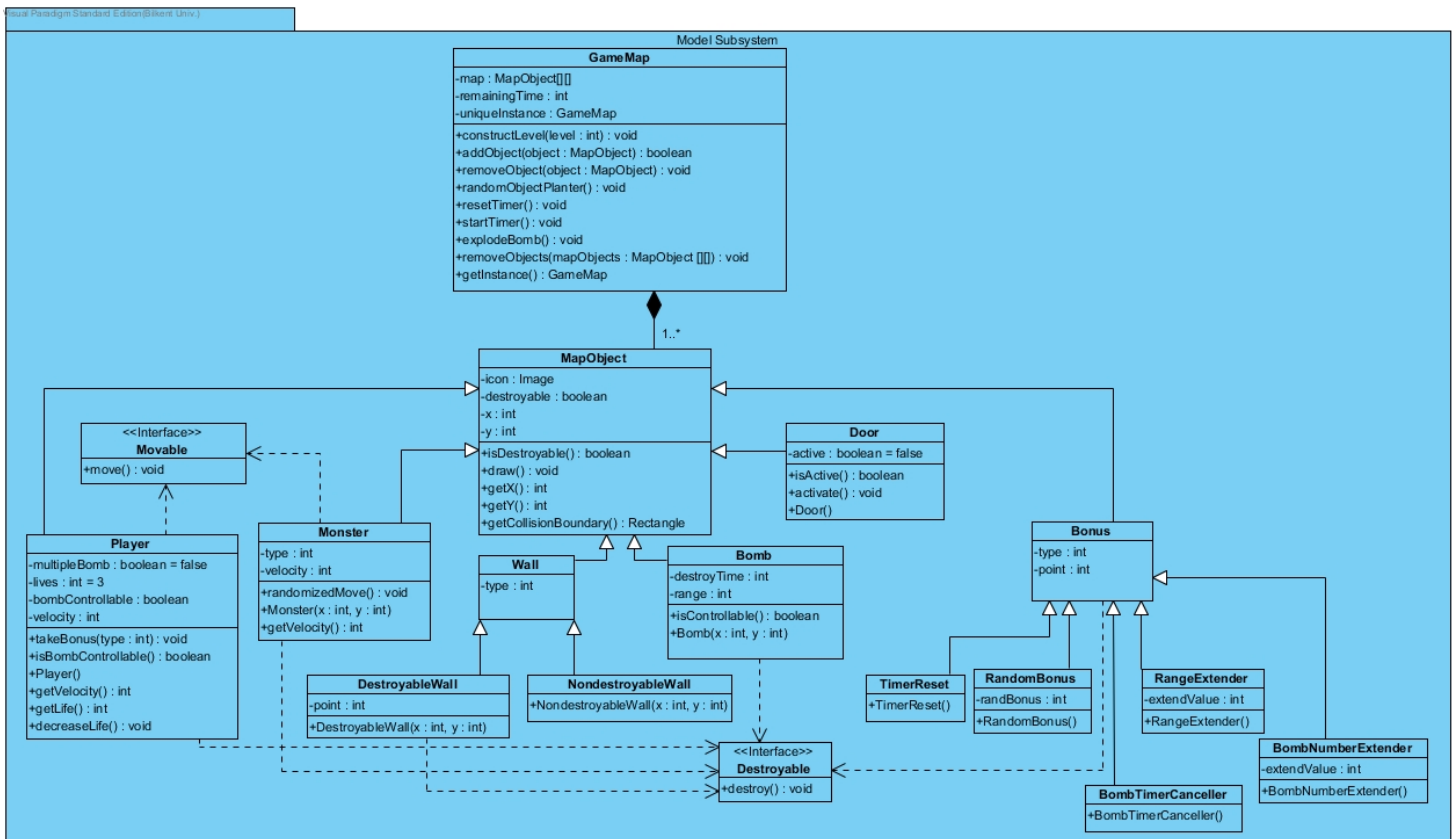 Visual Paradigm Standard Edition(Bilkent Univ.)
Model Subsystem
GameMap
-map : MapObject[][]
-remainingTime : int
-uniqueInstance : GameMap
+constructLevel(level : int) : void
+addObject(object : MapObject) : boolean
+removeObject(object : MapObject) : void
+randomObjectPlanter() : void
+resetTimer() : void
+startTimer() : void
+explodeBomb() : void
+removeObjects(mapObjects : MapObject [][]) : void
+getInstance() : GameMap
1..*
MapObject
-icon : Image
-destroyable : boolean
-x : int
-y : int
+isDestroyable() : boolean
+draw() : void
+getX() : int
+getY() : int
+getCollisionBoundary() : Rectangle
<<Interface>>
Movable
+move() : void
Door
-active : boolean = false
+isActive() : boolean
+activate() : void
+Door()
Player
-multipleBomb : boolean = false
-lives : int = 3
-bombControllable : boolean
-velocity : int
+takeBonus(type : int) : void
+isBombControllable() : boolean
+Player()
+getVelocity() : int
+getLife() : int
+decreaseLife() : void
Monster
-type : int
-velocity : int
+randomizedMove() : void
+Monster(x : int, y : int)
+getVelocity() : int
Wall
-type : int
Bomb
-destroyTime : int
-range : int
+isControllable() : boolean
+Bomb(x : int, y : int)
Bonus
-type : int
-point : int
DestroyableWall
-point : int
+DestroyableWall(x : int, y : int)
NondestroyableWall
+NondestroyableWall(x : int, y : int)
TimerReset
+TimerReset()
RandomBonus
-randBonus : int
+RandomBonus()
RangeExtender
-extendValue : int
+RangeExtender()
<<Interface>>
Destroyable
+destroy() : void
BombTimerCanceller
+BombTimerCanceller()
BombNumberExtender
-extendValue : int
+BombNumberExtender()